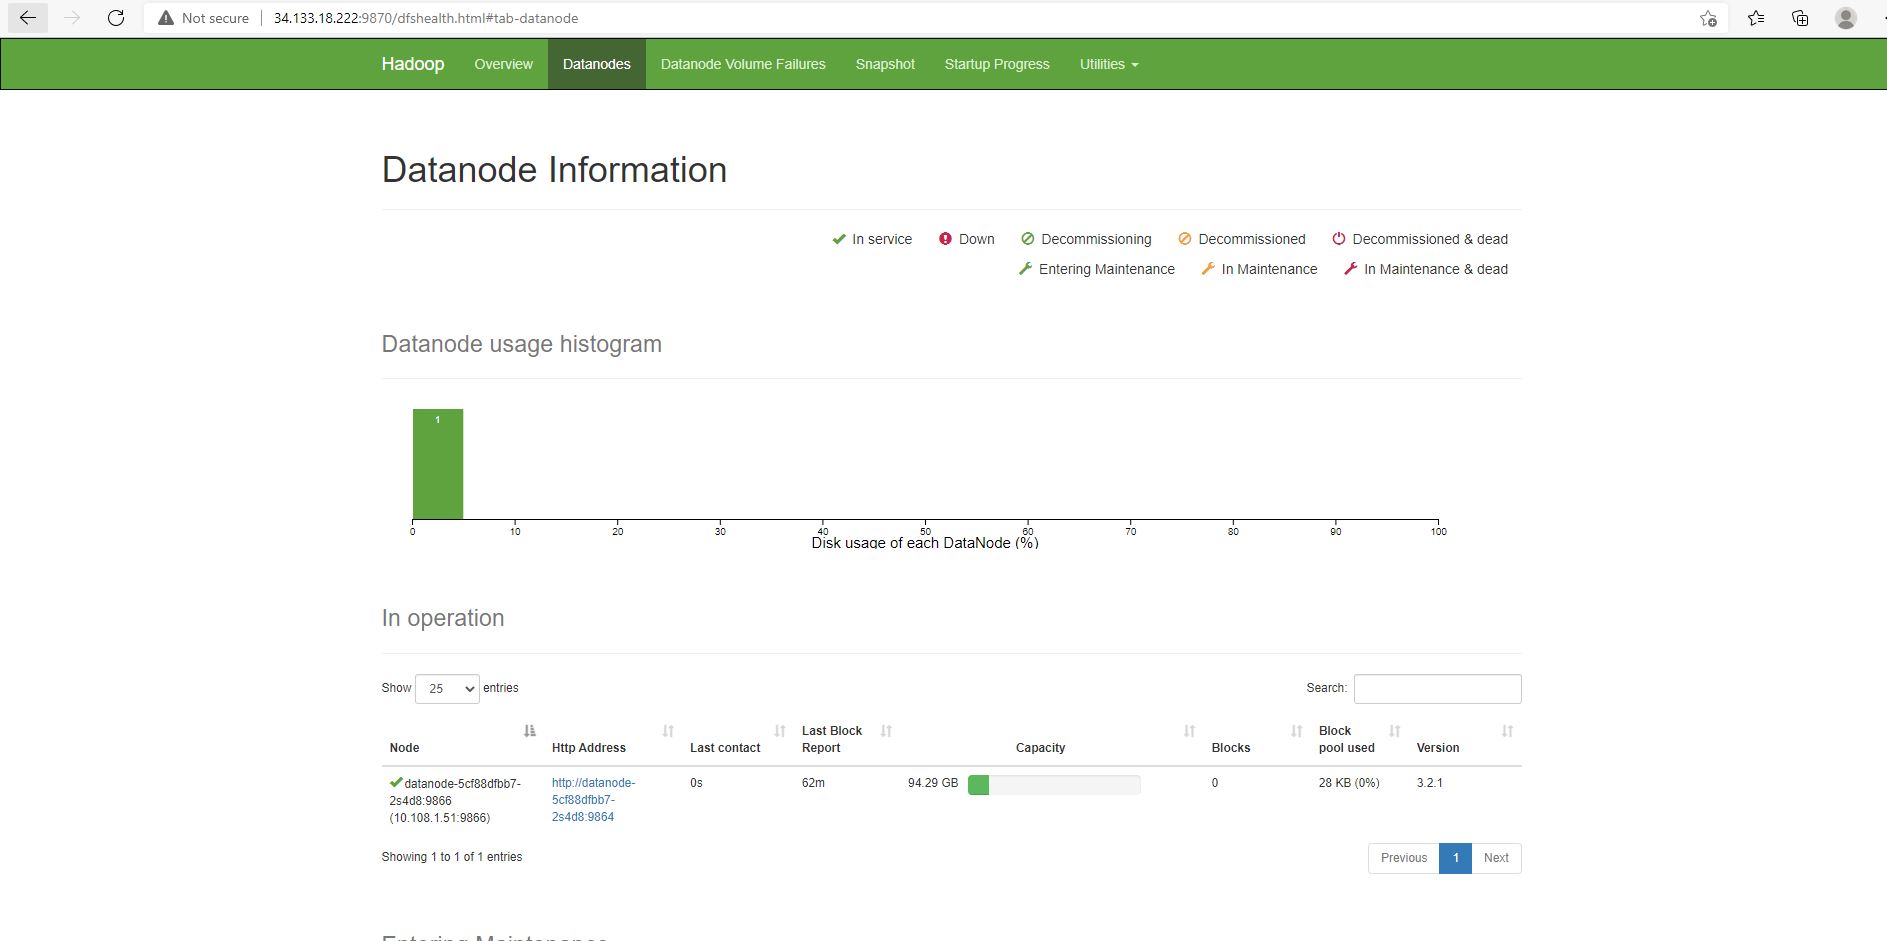 Not secure | 34.133.18.222:9870/dfshealth.html#tab-datanode
Hadoop Overview Datanodes Datanode Volume Failures Snapshot Startup Progress Utilities
Datanode Information
In service Down Decommissioning Decommissioned Decommissioned & dead
Entering Maintenance In Maintenance In Maintenance & dead
Datanode usage histogram
1
0 10 20 30 40 50 60 70 80 90 100
Disk usage of each DataNode (%)
In operation
Show 25 entries Search:
Node Http Address Last contact Last Block Report Capacity Blocks Block pool used Version
datanode-5cf88dfbb7- http://datanode- 0s 62m 94.29 GB 0 28 KB (0%) 3.2.1
2s4d8:9866 5cf88dfbb7-
(10.108.1.51:9866) 2s4d8:9864
Showing 1 to 1 of 1 entries Previous 1 Next
Entering Maintenance